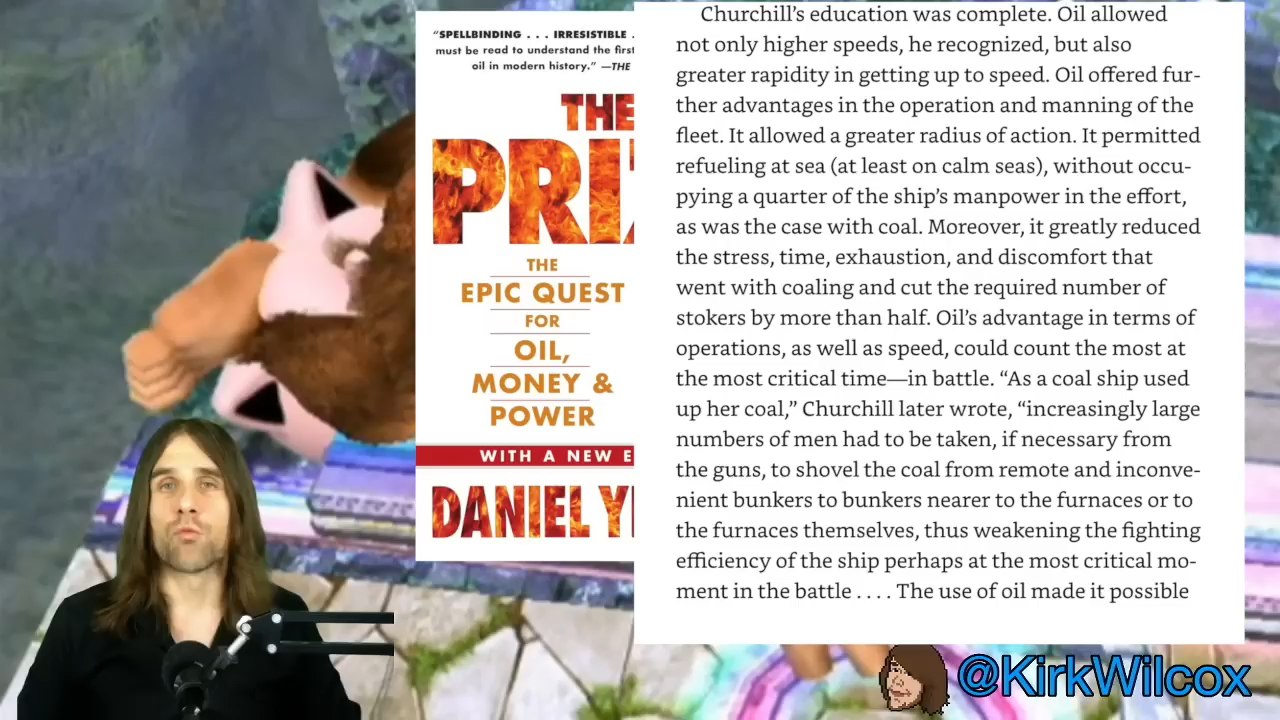 “SPELLBINDING . . . IRRESISTIBLE .
must be read to understand the first
oil in modern history.” —THE
THE
THE
EPIC QUEST
FOR
OIL,
MONEY &
POWER
WITH A NEW E
DANIEL
Churchill’s education was complete. Oil allowed
not only higher speeds, he recognized, but also
greater rapidity in getting up to speed. Oil offered fur-
ther advantages in the operation and manning of the
fleet. It allowed a greater radius of action. It permitted
refueling at sea (at least on calm seas), without occu-
pying a quarter of the ship’s manpower in the effort,
as was the case with coal. Moreover, it greatly reduced
the stress, time, exhaustion, and discomfort that
went with coaling and cut the required number of
stokers by more than half. Oil’s advantage in terms of
operations, as well as speed, could count the most at
the most critical time—in battle. “As a coal ship used
up her coal,” Churchill later wrote, “increasingly large
numbers of men had to be taken, if necessary from
the guns, to shovel the coal from remote and inconve-
nient bunkers to bunkers nearer to the furnaces or to
the furnaces themselves, thus weakening the fighting
efficiency of the ship perhaps at the most critical mo-
ment in the battle . . . . The use of oil made it possible
@KirkWilcox